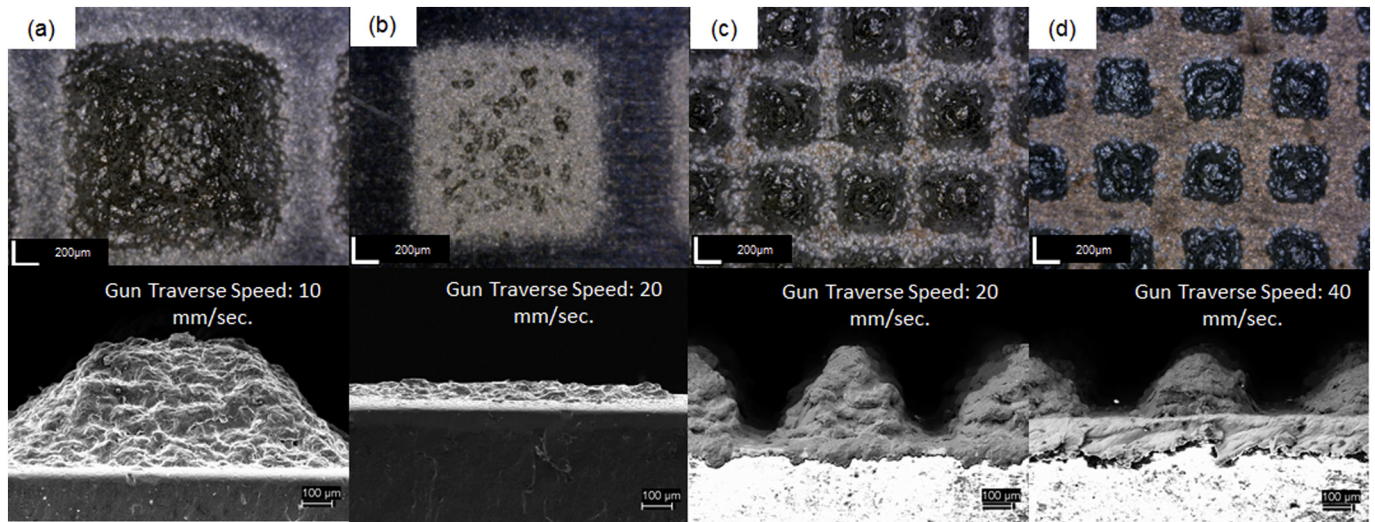 (a)
(b)
(c)
(d)
200µm
200µm
200µm
200µm
Gun Traverse Speed: 10
mm/sec.
Gun Traverse Speed: 20
mm/sec.
Gun Traverse Speed: 20
mm/sec.
Gun Traverse Speed: 40
mm/sec.
100 µm
100 µm
100 µm
100 µm